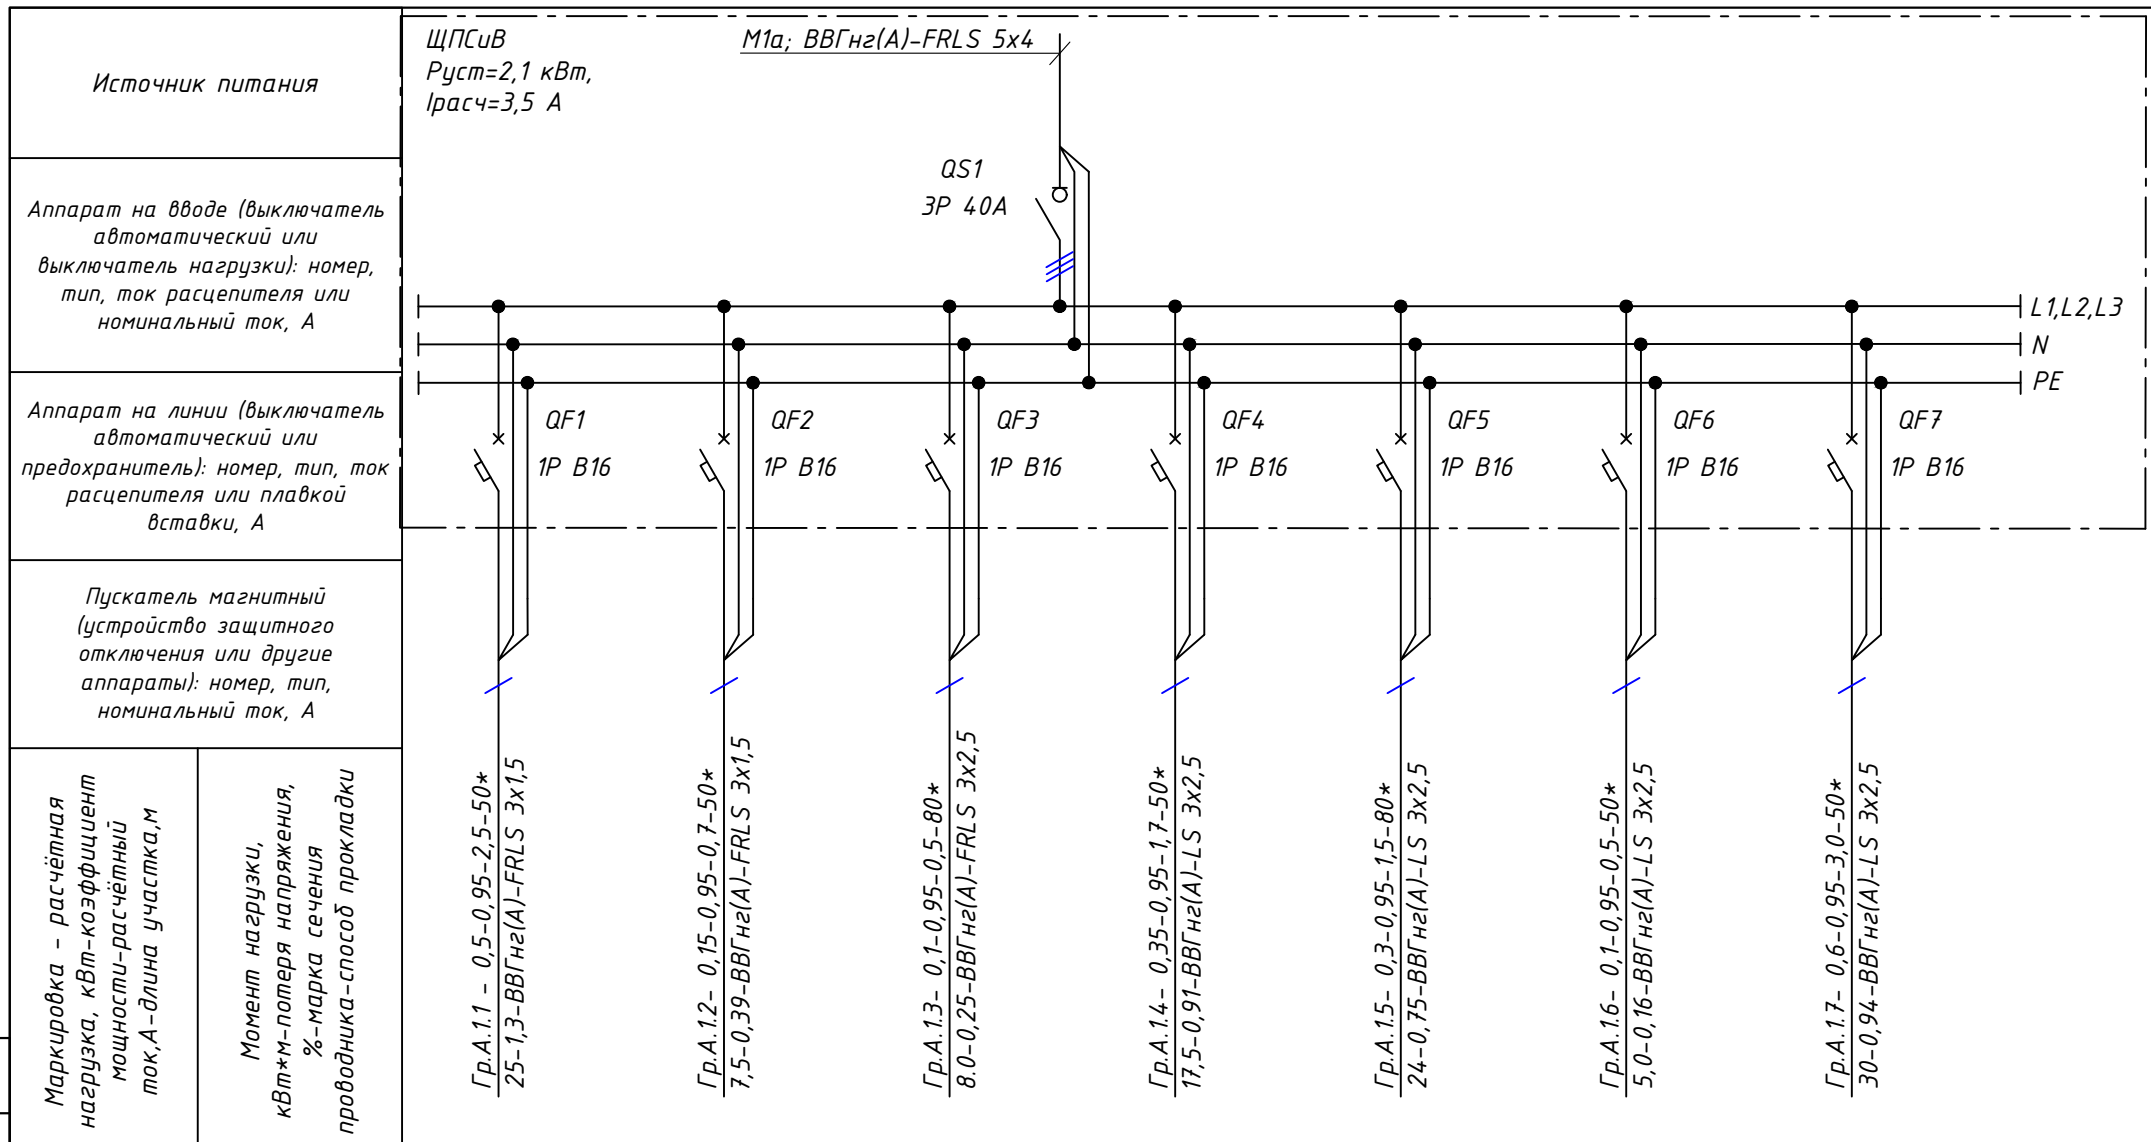 Источник питания
ЩПСиВ
Руст=2,1 кВт,
Iрасч=3,5 А
М1а; ВВГнг(А)-FRLS 5х4
Аппарат на вводе (выключатель
автоматический или
выключатель нагрузки): номер,
тип, ток расцепителя или
номинальный ток, А
QS1
3Р 40А
L1,L2,L3
N
PE
Аппарат на линии (выключатель
автоматический или
предохранитель): номер, тип, ток
расцепителя или плавкой
вставки, А
QF1
1Р В16
QF2
1Р В16
QF3
1Р В16
QF4
1Р В16
QF5
1Р В16
QF6
1Р В16
QF7
1Р В16
Пускатель магнитный
(устройство защитного
отключения или другие
аппараты): номер, тип,
номинальный ток, А
Маркировка - расчётная
нагрузка, кВт-коэффициент
мощности-расчётный
ток,А-длина участка,м
Момент нагрузки,
кВт*м-потеря напряжения,
%-марка сечения
проводника-способ прокладки
Гр.А.1.1 - 0,5-0,95-2,5-50*
25-1,3-ВВГнг(А)-FRLS 3х1,5
Гр.А.1.2- 0,15-0,95-0,7-50*
7,5-0,39-ВВГнг(А)-FRLS 3х1,5
Гр.А.1.3- 0,1-0,95-0,5-80*
8.0-0,25-ВВГнг(А)-FRLS 3х2,5
Гр.А.1.4- 0,35-0,95-1,7-50*
17,5-0,91-ВВГнг(А)-LS 3х2,5
Гр.А.1.5- 0,3-0,95-1,5-80*
24-0,75-ВВГнг(А)-LS 3х2,5
Гр.А.1.6- 0,1-0,95-0,5-50*
5,0-0,16-ВВГнг(А)-LS 3х2,5
Гр.А.1.7- 0,6-0,95-3,0-50*
30-0,94-ВВГнг(А)-LS 3х2,5